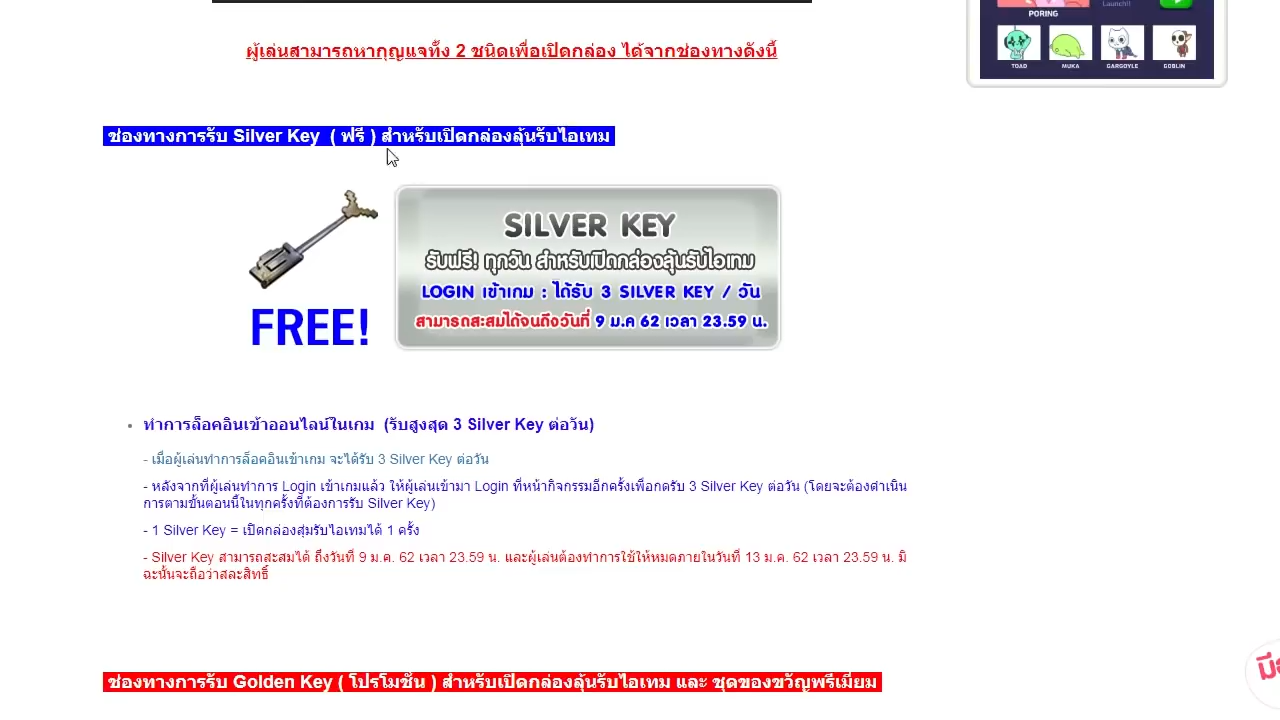 Launch!!
PORING
TOAD MUKA GARGOYLE GOBLIN
ผู้เล่นสามารถหากุญแจทั้ง 2 ชนิดเพื่อเปิดกล่อง ได้จากช่องทางดังนี้
ช่องทางการรับ Silver Key ( ฟรี ) สำหรับเปิดกล่องลุ้นรับไอเทม
SILVER KEY
รับฟรี! ทุกวัน สำหรับเปิดกล่องลุ้นรับไอเทม
LOGIN เข้าเกม : ได้รับ 3 SILVER KEY / วัน
สามารถสะสมได้จนถึงวันที่ 9 ม.ค 62 เวลา 23.59 น.
FREE!
ทำการล็อคอินเข้าออนไลน์ในเกม (รับสูงสุด 3 Silver Key ต่อวัน)
- เมื่อผู้เล่นทำการล็อคอินเข้าเกม จะได้รับ 3 Silver Key ต่อวัน
- หลังจากที่ผู้เล่นทำการ Login เข้าเกมแล้ว ให้ผู้เล่นเข้ามา Login ที่หน้ากิจกรรมอีกครั้งเพื่อกดรับ 3 Silver Key ต่อวัน (โดยจะต้องดำเนิน
การตามขั้นตอนนี้ในทุกครั้งที่ต้องการรับ Silver Key)
- 1 Silver Key = เปิดกล่องสุ่มรับไอเทมได้ 1 ครั้ง
- Silver Key สามารถสะสมได้ ถึงวันที่ 9 ม.ค. 62 เวลา 23.59 น. และผู้เล่นต้องทำการใช้ให้หมดภายในวันที่ 13 ม.ค. 62 เวลา 23.59 น. มิ
ฉะนั้นจะถือว่าสละสิทธิ์
ช่องทางการรับ Golden Key ( โปรโมชั่น ) สำหรับเปิดกล่องลุ้นรับไอเทม และ ชุดของขวัญพรีเมี่ยม